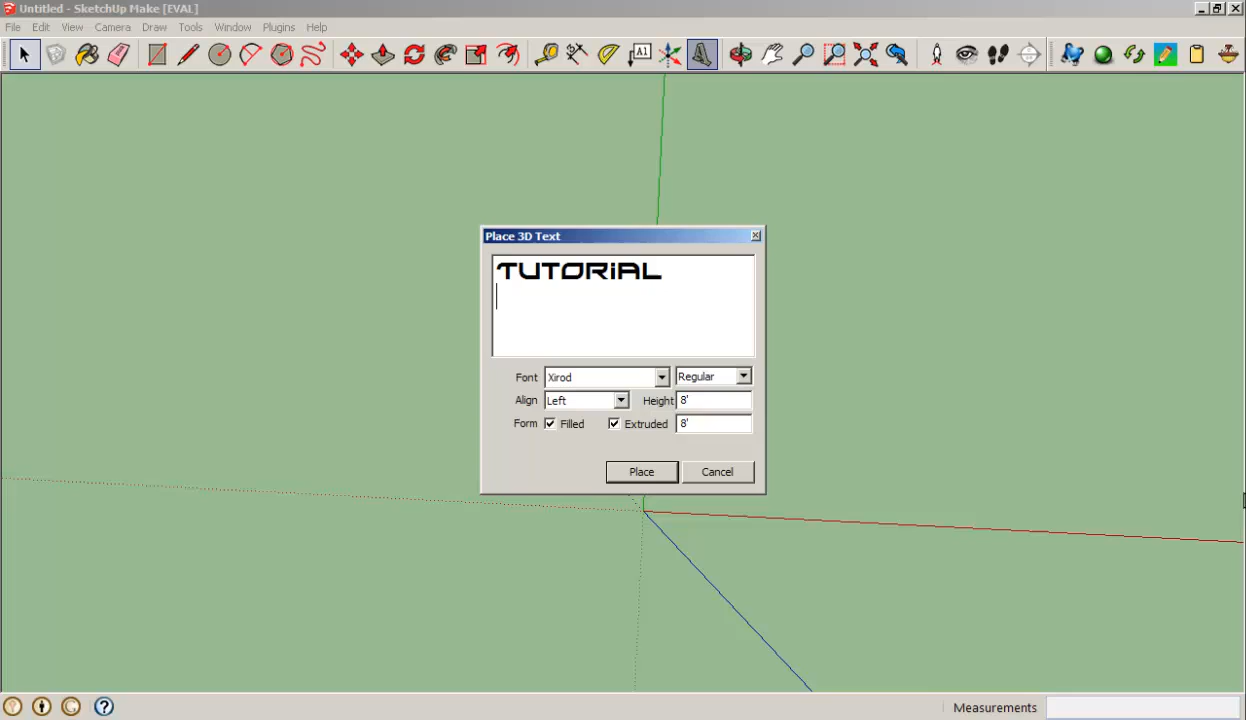 Untitled - SketchUp Make [EVAL]
File Edit View Camera Draw Tools Window Plugins Help
A1
Place 3D Text
TUTORiAL
Font Xirod Regular
Align Left Height 8'
Form Filled Extruded 8'
Place Cancel
Measurements